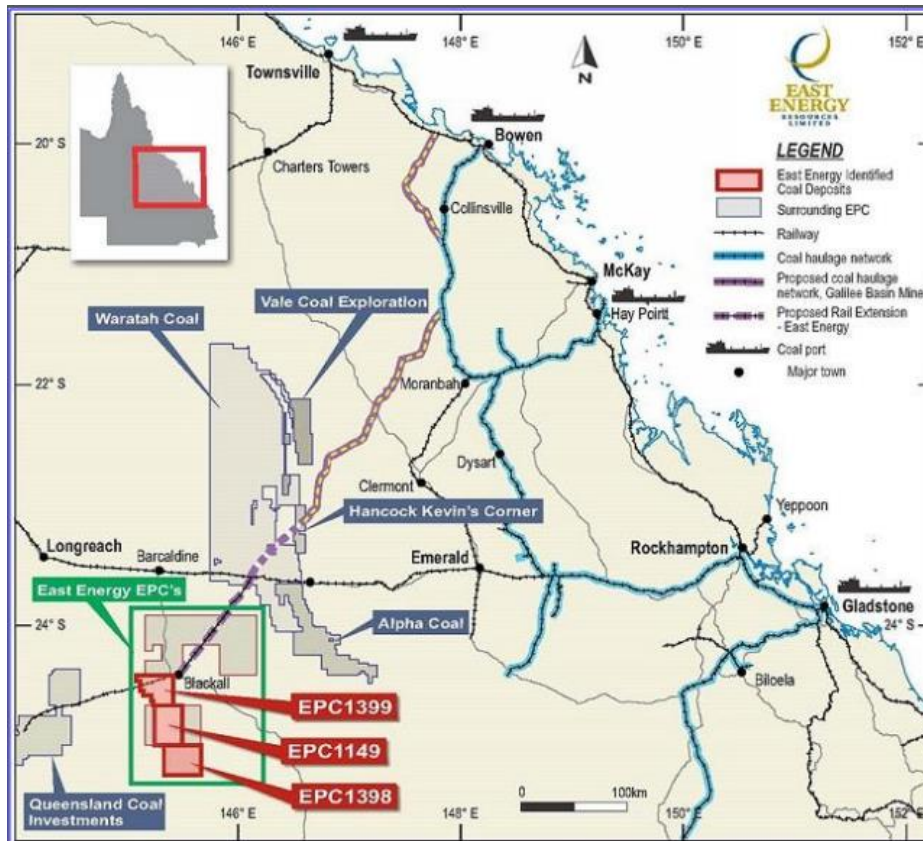 146° E
148° E
150° E
152° E
Townsville
N
EAST
ENERGY
RESOURCES
LIMITED
20° S
Bowen
Charters Towers
LEGEND
East Energy Identified
Coal Deposits
Surrounding EPC
Railway
Coal haulage network
Proposed coal haulage
network, Galilee Basin Mine
Proposed Rail Extension
- East Energy
Coal port
Major town
Collinsville
McKay
Hay Pointt
Vale Coal Exploration
Waratah Coal
22° S
Moranbah
Dysart
Clermont
Hancock Kevin's Corner
Yeppoon
Longreach
Barcaldine
Emerald
Rockhampton
East Energy EPC's
Gladstone
24° S
24° S
Alpha Coal
Blackall
Biloela
EPC1399
EPC1149
EPC1398
Queensland Coal
Investments
0
100km
146° E
148° E
150° E
152° E